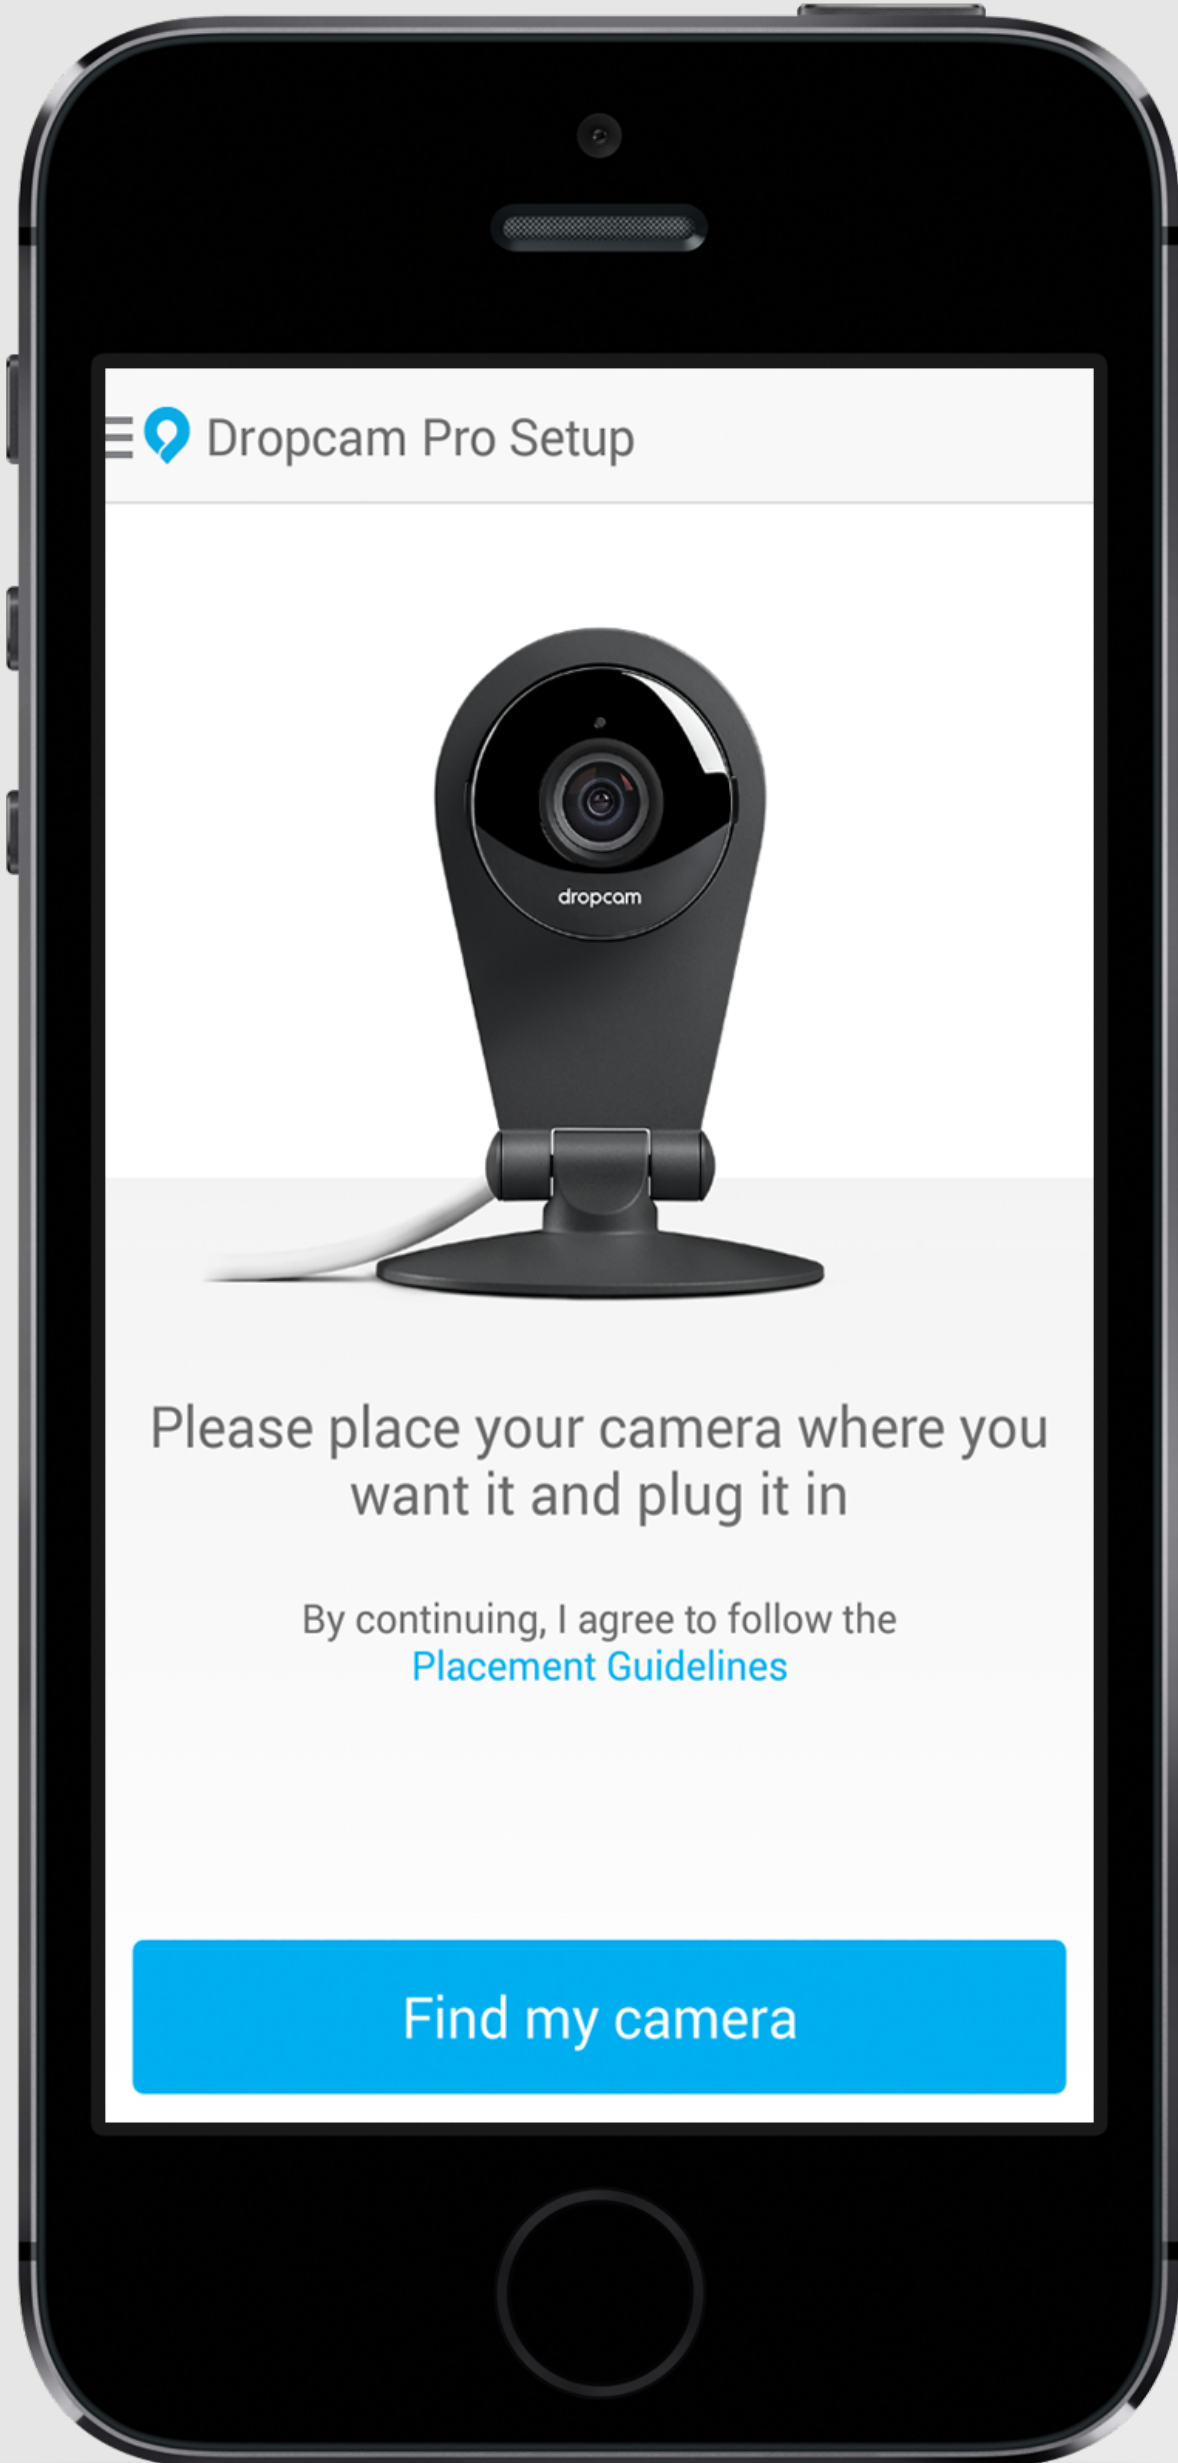 Dropcam Pro Setup
dropcam
Please place your camera where you
want it and plug it in
By continuing, I agree to follow the
Placement Guidelines
Find my camera